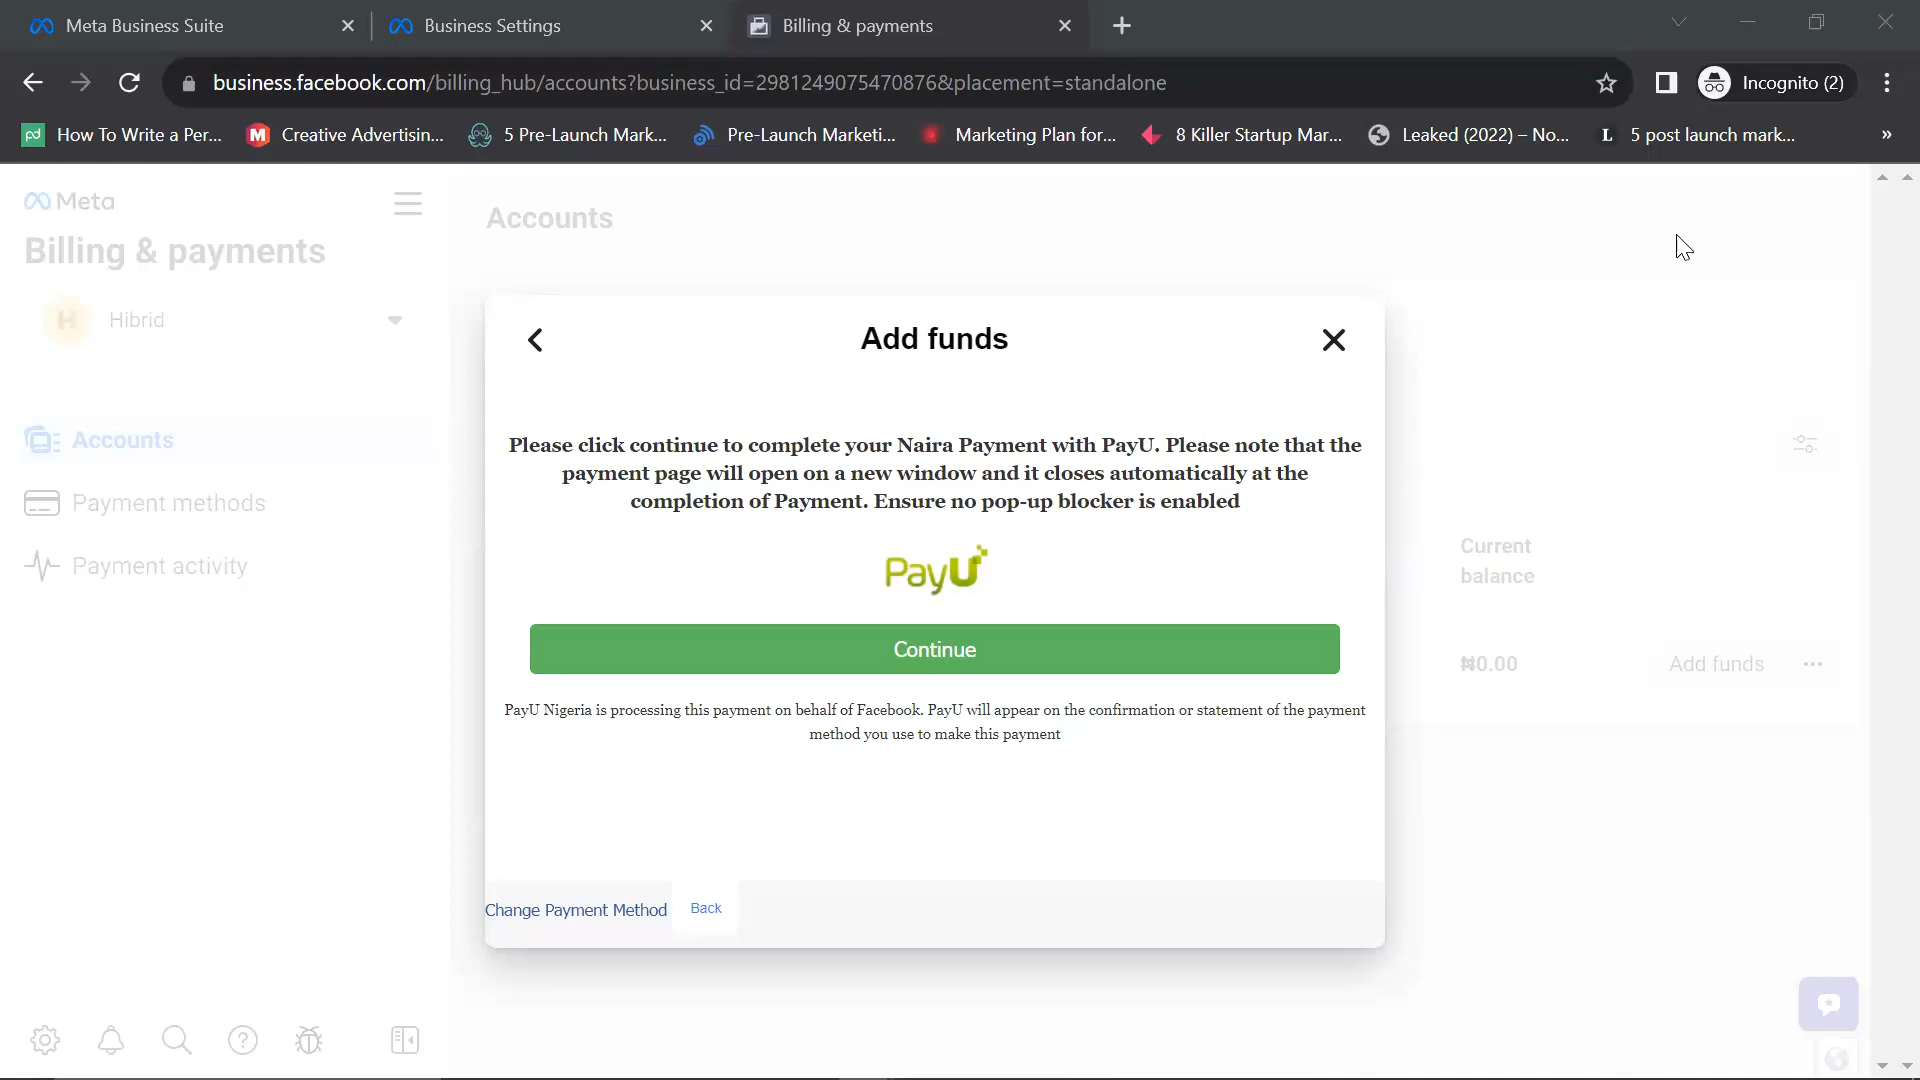 Meta Business Suite
Business Settings
Billing & payments
business.facebook.com/billing_hub/accounts?business_id=2981249075470876&placement=standalone
Incognito (2)
pd How To Write a Per...
M Creative Advertisin...
5 Pre-Launch Mark...
Pre-Launch Marketi...
Marketing Plan for...
8 Killer Startup Mar...
Leaked (2022) – No...
L 5 post launch mark...
»
Meta
Billing & payments
H Hibrid
Accounts
Payment methods
Payment activity
Accounts
Add funds
Please click continue to complete your Naira Payment with PayU. Please note that the
payment page will open on a new window and it closes automatically at the
completion of Payment. Ensure no pop-up blocker is enabled
PayU
Continue
PayU Nigeria is processing this payment on behalf of Facebook. PayU will appear on the confirmation or statement of the payment
method you use to make this payment
Change Payment Method
Back
Current
balance
₦0.00
Add funds